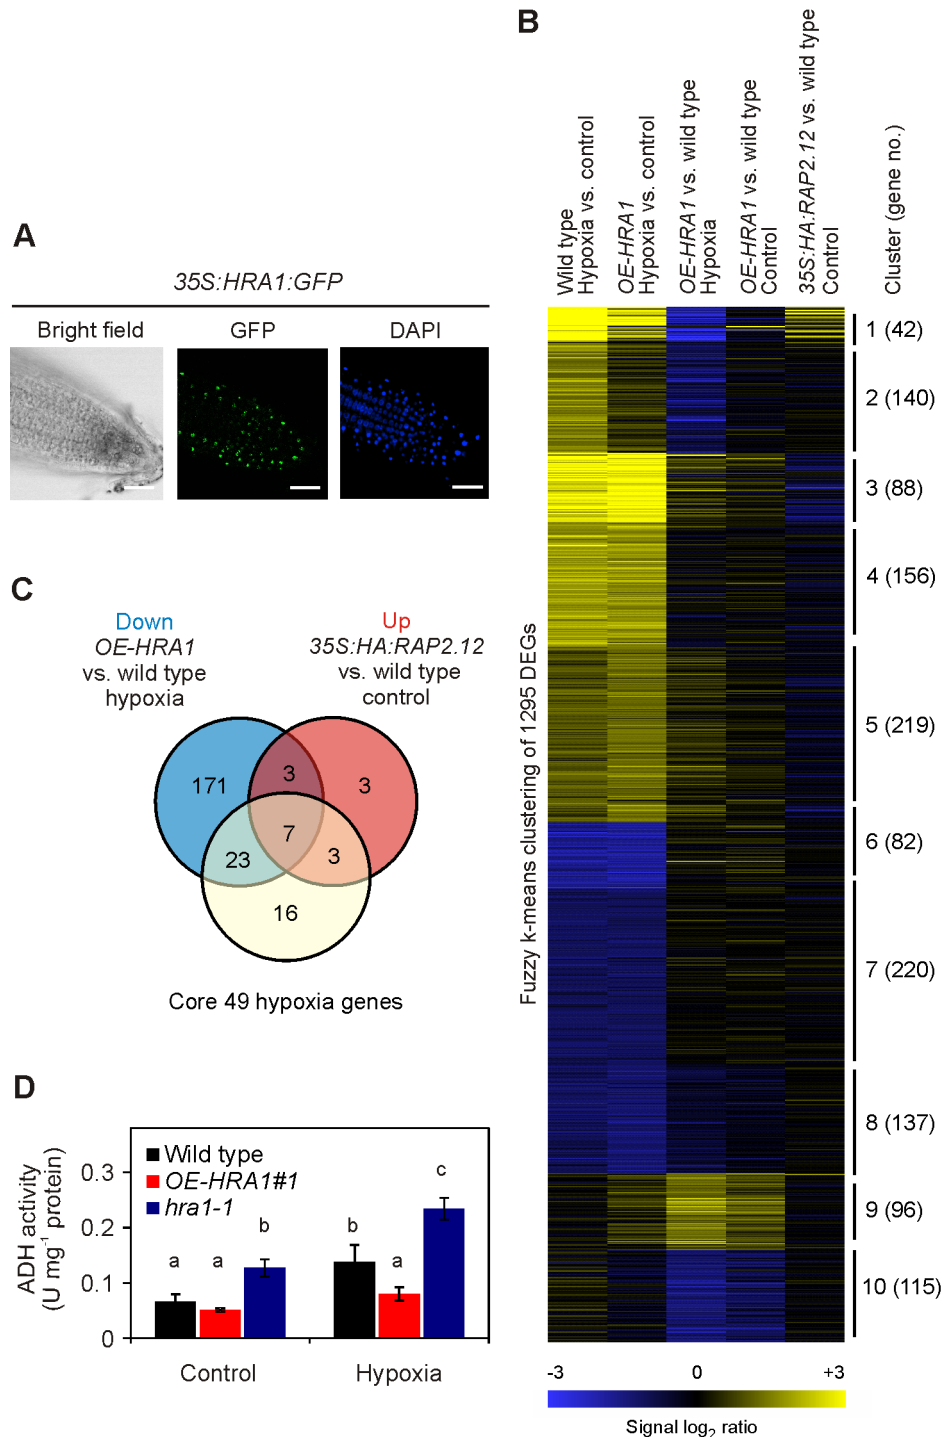 A
35S:HRA1:GFP
Bright field
GFP
DAPI
B
Wild type
Hypoxia vs. control
OE-HRA1
Hypoxia vs. control
OE-HRA1 vs. wild type
Hypoxia
OE-HRA1 vs. wild type
Control
35S:HA:RAP2.12 vs. wild type
Control
Cluster (gene no.)
Fuzzy k-means clustering of 1295 DEGs
1 (42)
2 (140)
3 (88)
4 (156)
5 (219)
6 (82)
7 (220)
8 (137)
9 (96)
10 (115)
-3
0
+3
Signal log2 ratio
C
Down
OE-HRA1
vs. wild type
hypoxia
Up
35S:HA:RAP2.12
vs. wild type
control
171
3
3
7
23
3
16
Core 49 hypoxia genes
D
ADH activity
(U mg-1 protein)
0.3
0.2
0.1
0
Wild type
OE-HRA1#1
hra1-1
a
a
b
b
a
c
Control
Hypoxia